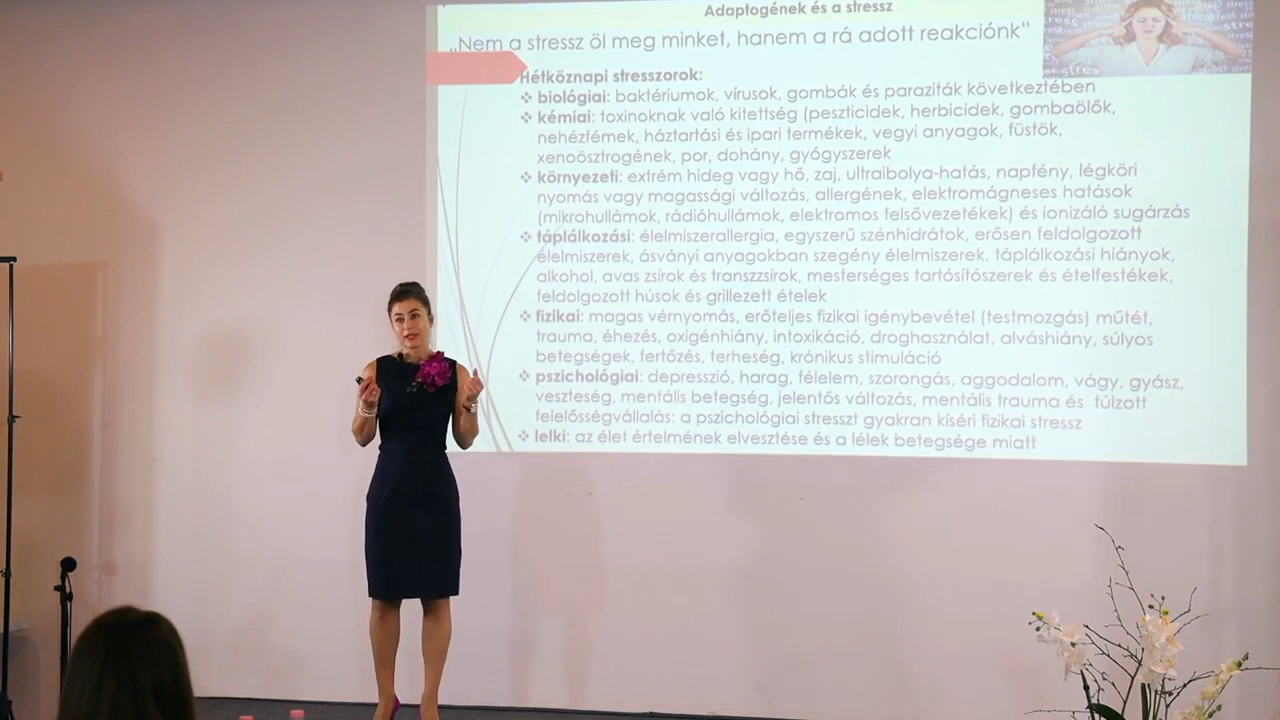 Adaptogének és a stressz
„Nem a stressz öl meg minket, hanem a rá adott reakciónk"
Hétköznapi stresszorok:
❖ biológiai: baktériumok, vírusok, gombák és paraziták következtében
❖ kémiai: toxinoknak való kitettség (peszticidek, herbicidek, gombaölők,
nehézfémek, háztartási és ipari termékek, vegyi anyagok, füstök,
xenoösztrogének, por, dohány, gyógyszerek
❖ környezeti: extrém hideg vagy hő, zaj, ultraibolya-hatás, napfény, légköri
nyomás vagy magassági változás, allergének, elektromágneses hatások
(mikrohullámok, rádióhullámok, elektromos felsővezetékek) és ionizáló sugárzás
❖ táplálkozási: élelmiszerallergia, egyszerű szénhidrátok, erősen feldolgozott
élelmiszerek, ásványi anyagokban szegény élelmiszerek, táplálkozási hiányok,
alkohol, avas zsírok és transzzsírok, mesterséges tartósítószerek és ételfestékek,
feldolgozott húsok és grillezett ételek
❖ fizikai: magas vérnyomás, erőteljes fizikai igénybevétel (testmozgás) műtét,
trauma, éhezés, oxigénhiány, intoxikáció, droghasználat, alváshiány, súlyos
betegségek, fertőzés, terhesség, krónikus stimuláció
❖ pszichológiai: depresszió, harag, félelem, szorongás, aggodalom, vágy, gyász,
veszteség, mentális betegség, jelentős változás, mentális trauma és túlzott
felelősségvállalás: a pszichológiai stresszt gyakran kíséri fizikai stressz
❖ lelki: az élet értelmének elvesztése és a lélek betegsége miatt